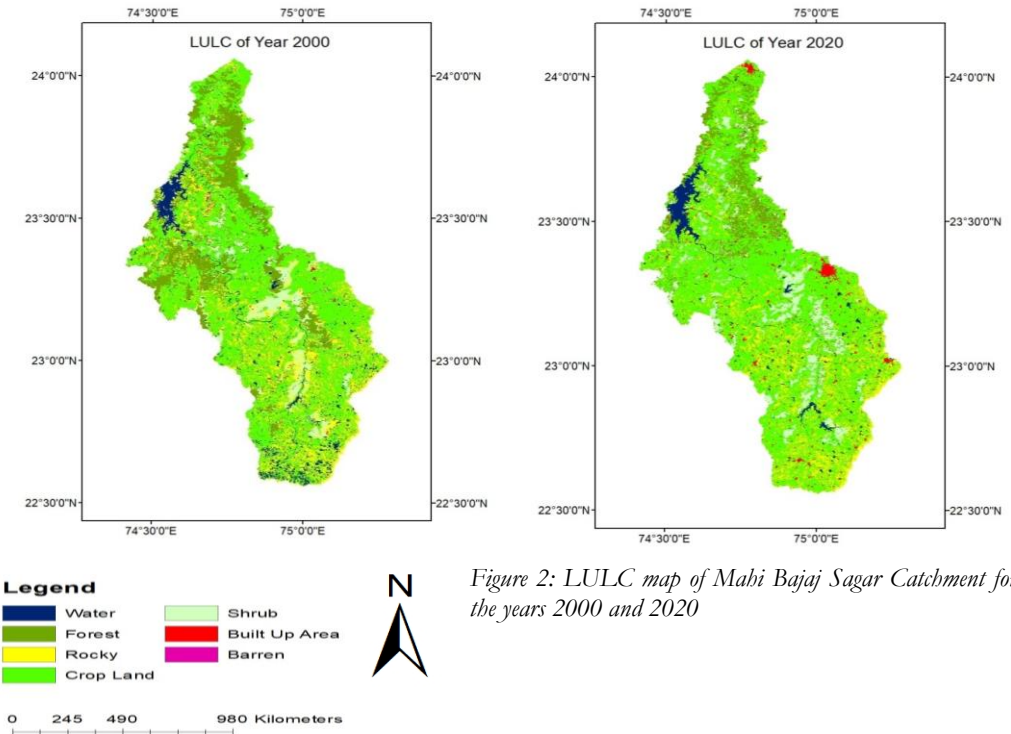 74°30'0"E 75°0'0"E
LULC of Year 2000
24°0'0"N 24°0'0"N
23°30'0"N 23°30'0"N
23°0'0"N 23°0'0"N
22°30'0"N 22°30'0"N
74°30'0"E 75°0'0"E
74°30'0"E 75°0'0"E
LULC of Year 2020
24°0'0"N 24°0'0"N
23°30'0"N 23°30'0"N
23°0'0"N 23°0'0"N
22°30'0"N 22°30'0"N
74°30'0"E 75°0'0"E
Legend
Water
Forest
Rocky
Crop Land
Shrub
Built Up Area
Barren
0 245 490 980 Kilometers
N
Figure 2: LULC map of Mahi Bajaj Sagar Catchment for
the years 2000 and 2020